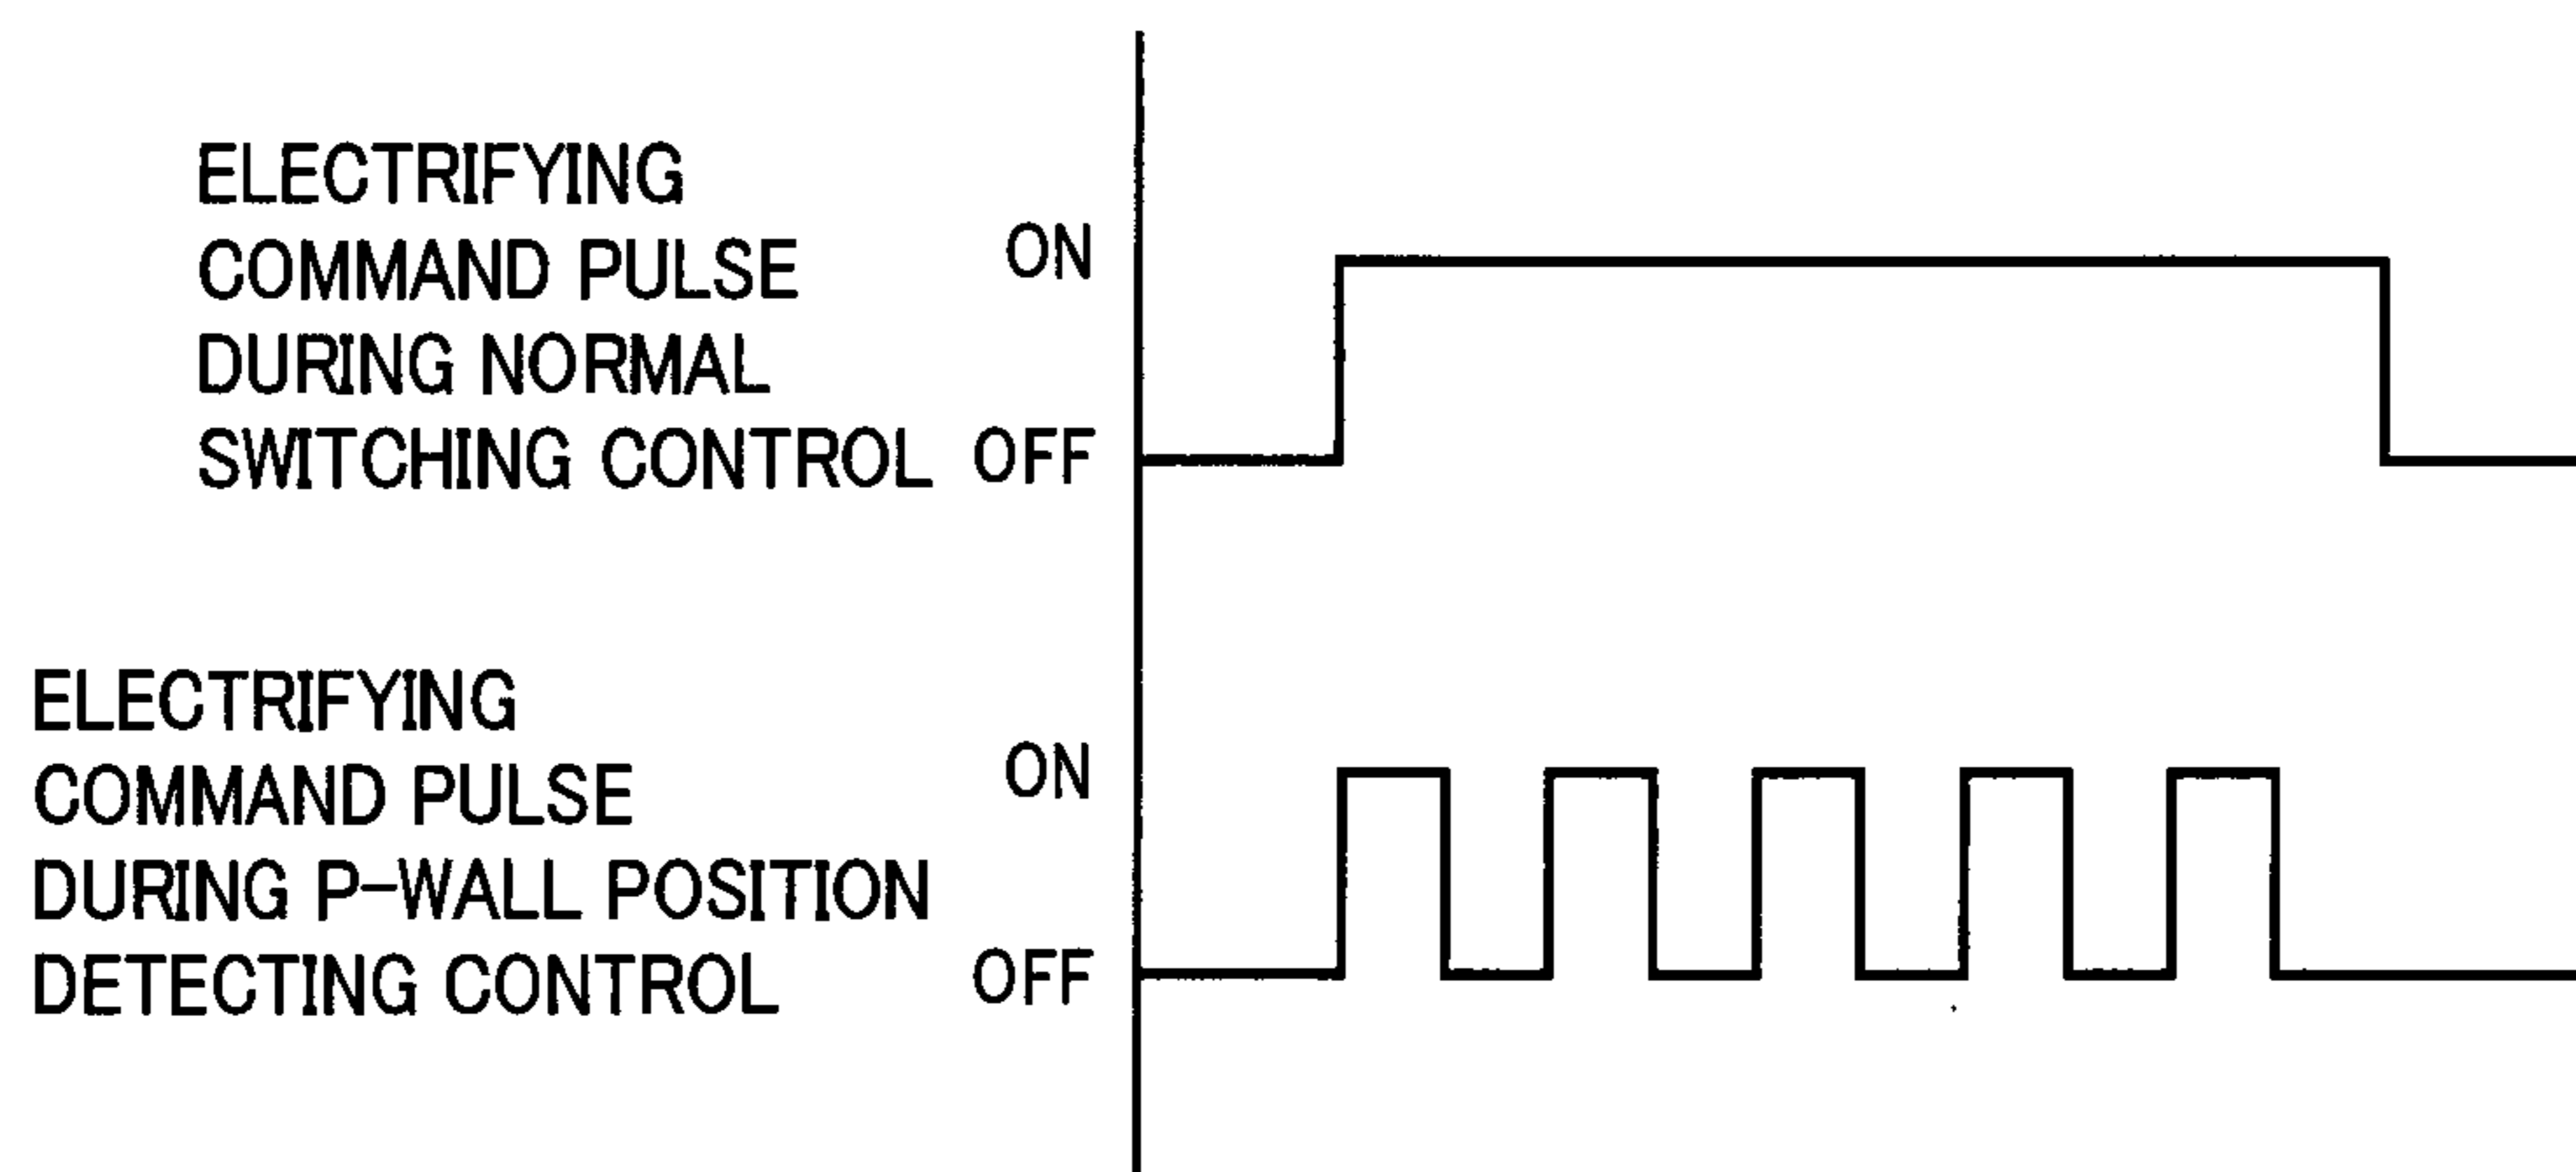 ELECTRIFYING
COMMAND PULSE
DURING NORMAL
SWITCHING CONTROL
ON
OFF
ELECTRIFYING
COMMAND PULSE
DURING P-WALL POSITION
DETECTING CONTROL
ON
OFF